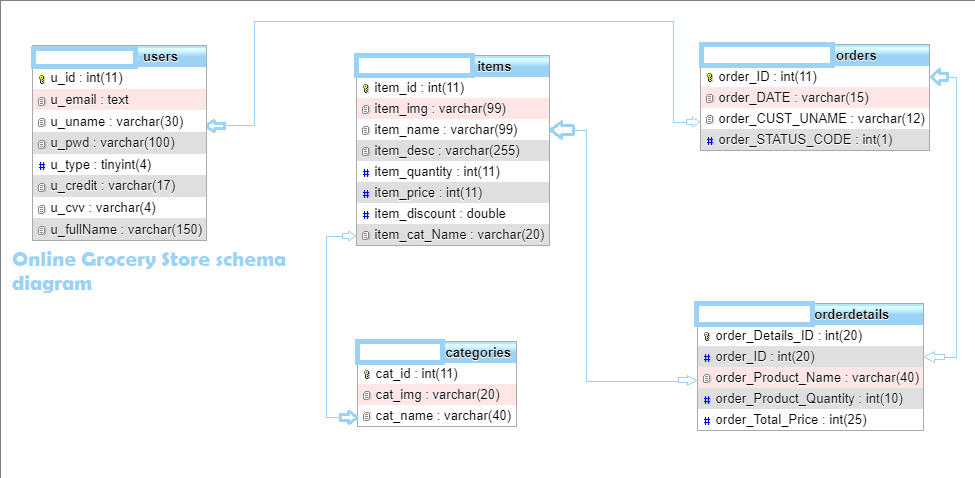 users
u_id : int(11)
u_email : text
u_uname : varchar(30)
u_pwd : varchar(100)
u_type : tinyint(4)
u_credit : varchar(17)
u_cvv : varchar(4)
u_fullName : varchar(150)
Online Grocery Store schema
diagram
items
item_id : int(11)
item_img : varchar(99)
item_name : varchar(99)
item_desc : varchar(255)
item_quantity : int(11)
item_price : int(11)
item_discount : double
item_cat_Name : varchar(20)
categories
cat_id : int(11)
cat_img : varchar(20)
cat_name : varchar(40)
orders
order_ID : int(11)
order_DATE : varchar(15)
order_CUST_UNAME : varchar(12)
order_STATUS_CODE : int(1)
orderdetails
order_Details_ID : int(20)
order_ID : int(20)
order_Product_Name : varchar(40)
order_Product_Quantity : int(10)
order_Total_Price : int(25)